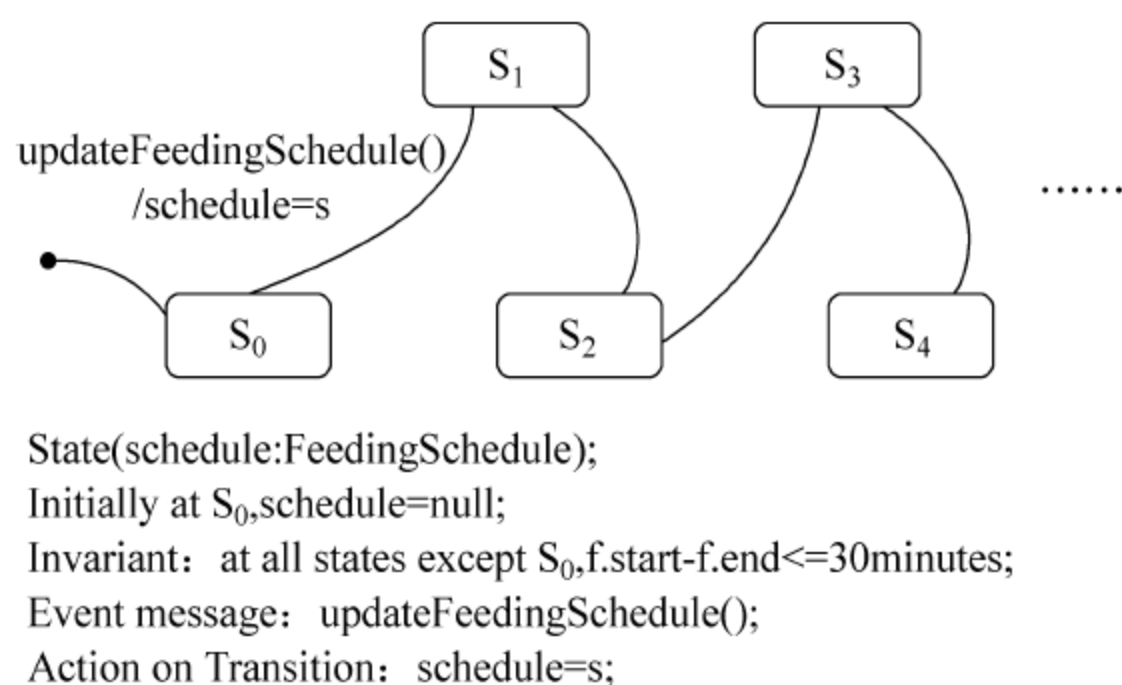 S₁
S₃
updateFeedingSchedule()
/schedule=s
......
S₀
S₂
S₄
State(schedule:FeedingSchedule);
Initially at S₀,schedule=null;
Invariant：at all states except S₀,f.start-f.end<=30minutes;
Event message：updateFeedingSchedule();
Action on Transition：schedule=s;